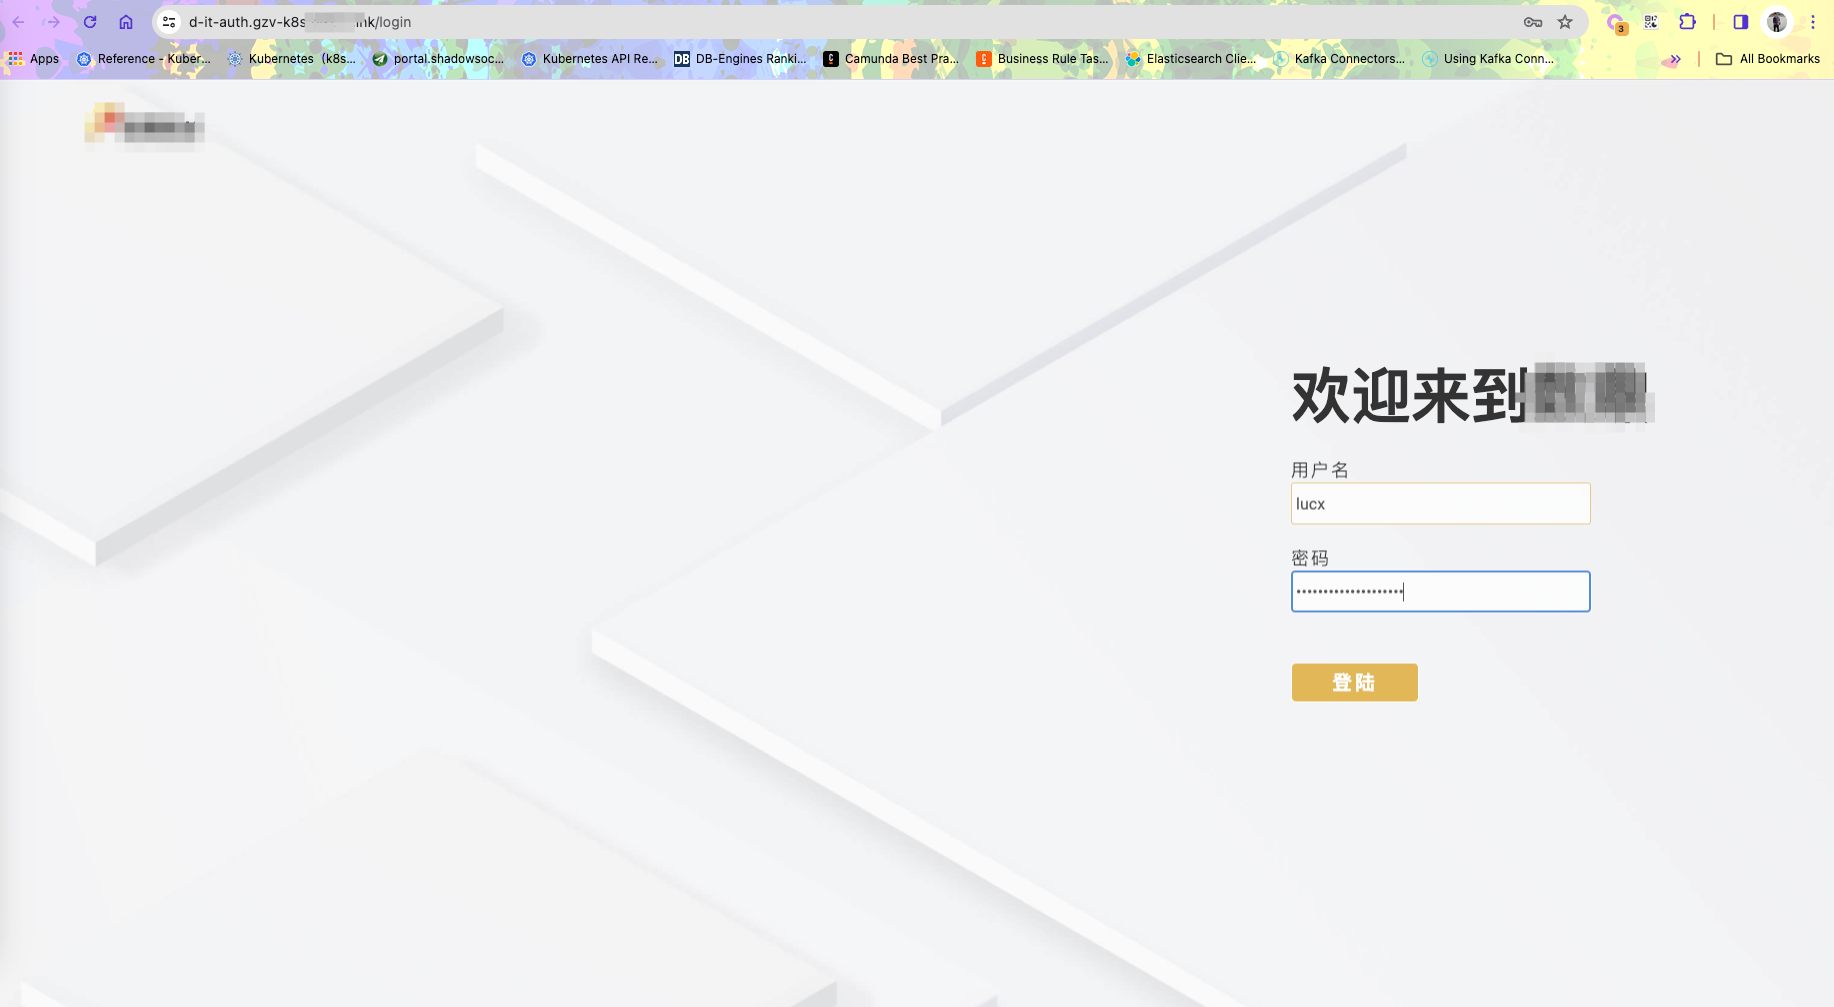 d-it-auth.gzv-k8s nk/login
3
Apps Reference - Kuber... Kubernetes (k8s... portal.shadowsoc... Kubernetes API Re... DB DB-Engines Ranki... Camunda Best Pra... Business Rule Tas... Elasticsearch Clie... Kafka Connectors... Using Kafka Conn... » All Bookmarks
欢迎来到
用户名
lucx
密码
登陆